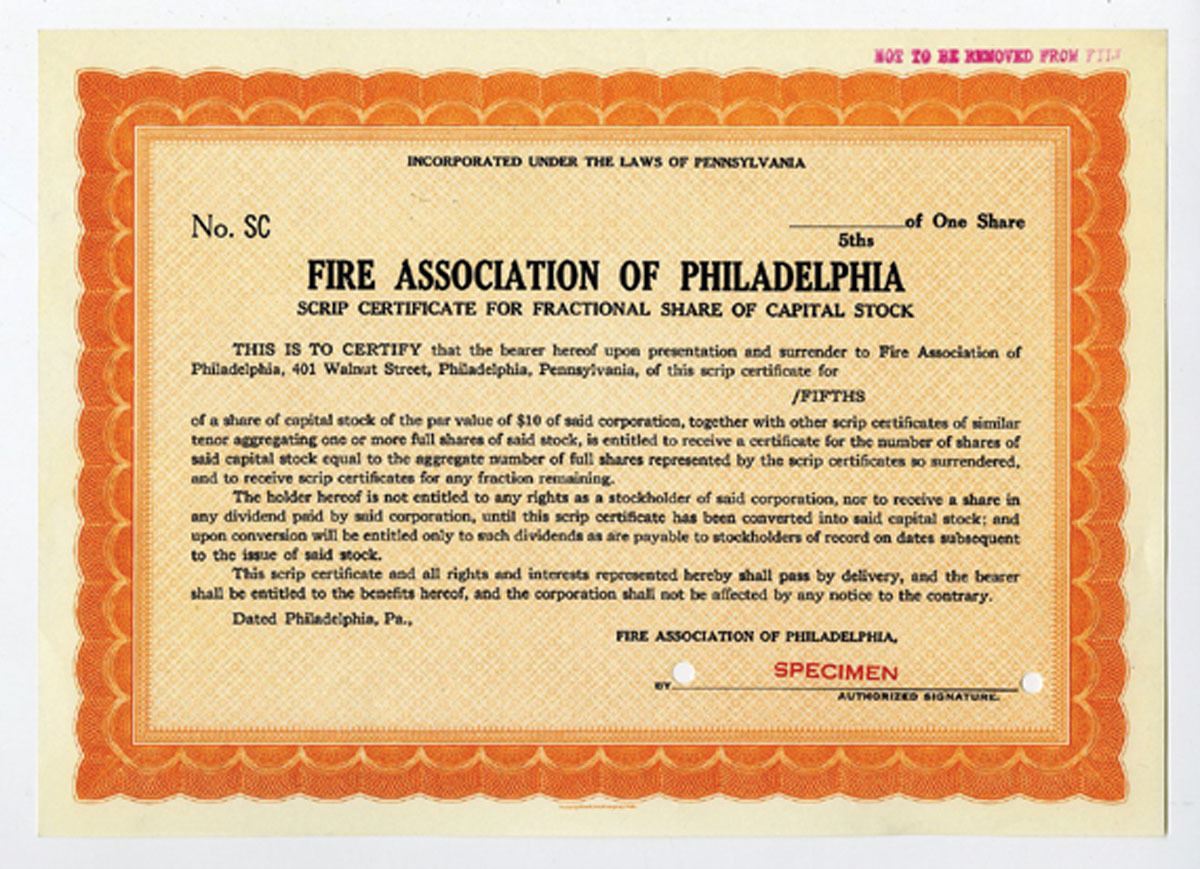 NOT TO BE REMOVED FROM FILE
INCORPORATED UNDER THE LAWS OF PENNSYLVANIA
No. SC
of One Share
5ths
FIRE ASSOCIATION OF PHILADELPHIA
SCRIP CERTIFICATE FOR FRACTIONAL SHARE OF CAPITAL STOCK
THIS IS TO CERTIFY that the bearer hereof upon presentation and surrender to Fire Association of
Philadelphia, 401 Walnut Street, Philadelphia, Pennsylvania, of this scrip certificate for
/FIFTHS
of a share of capital stock of the par value of $10 of said corporation, together with other scrip certificates of similar
tenor aggregating one or more full shares of said stock, is entitled to receive a certificate for the number of shares of
said capital stock equal to the aggregate number of full shares represented by the scrip certificates so surrendered,
and to receive scrip certificates for any fraction remaining.
The holder hereof is not entitled to any rights as a stockholder of said corporation, nor to receive a share in
any dividend paid by said corporation, until this scrip certificate has been converted into said capital stock; and
upon conversion will be entitled only to such dividends as are payable to stockholders of record on dates subsequent
to the issue of said stock.
This scrip certificate and all rights and interests represented hereby shall pass by delivery, and the bearer
shall be entitled to the benefits hereof, and the corporation shall not be affected by any notice to the contrary.
Dated Philadelphia, Pa.,
FIRE ASSOCIATION OF PHILADELPHIA,
SPECIMEN
BY
AUTHORIZED SIGNATURE.